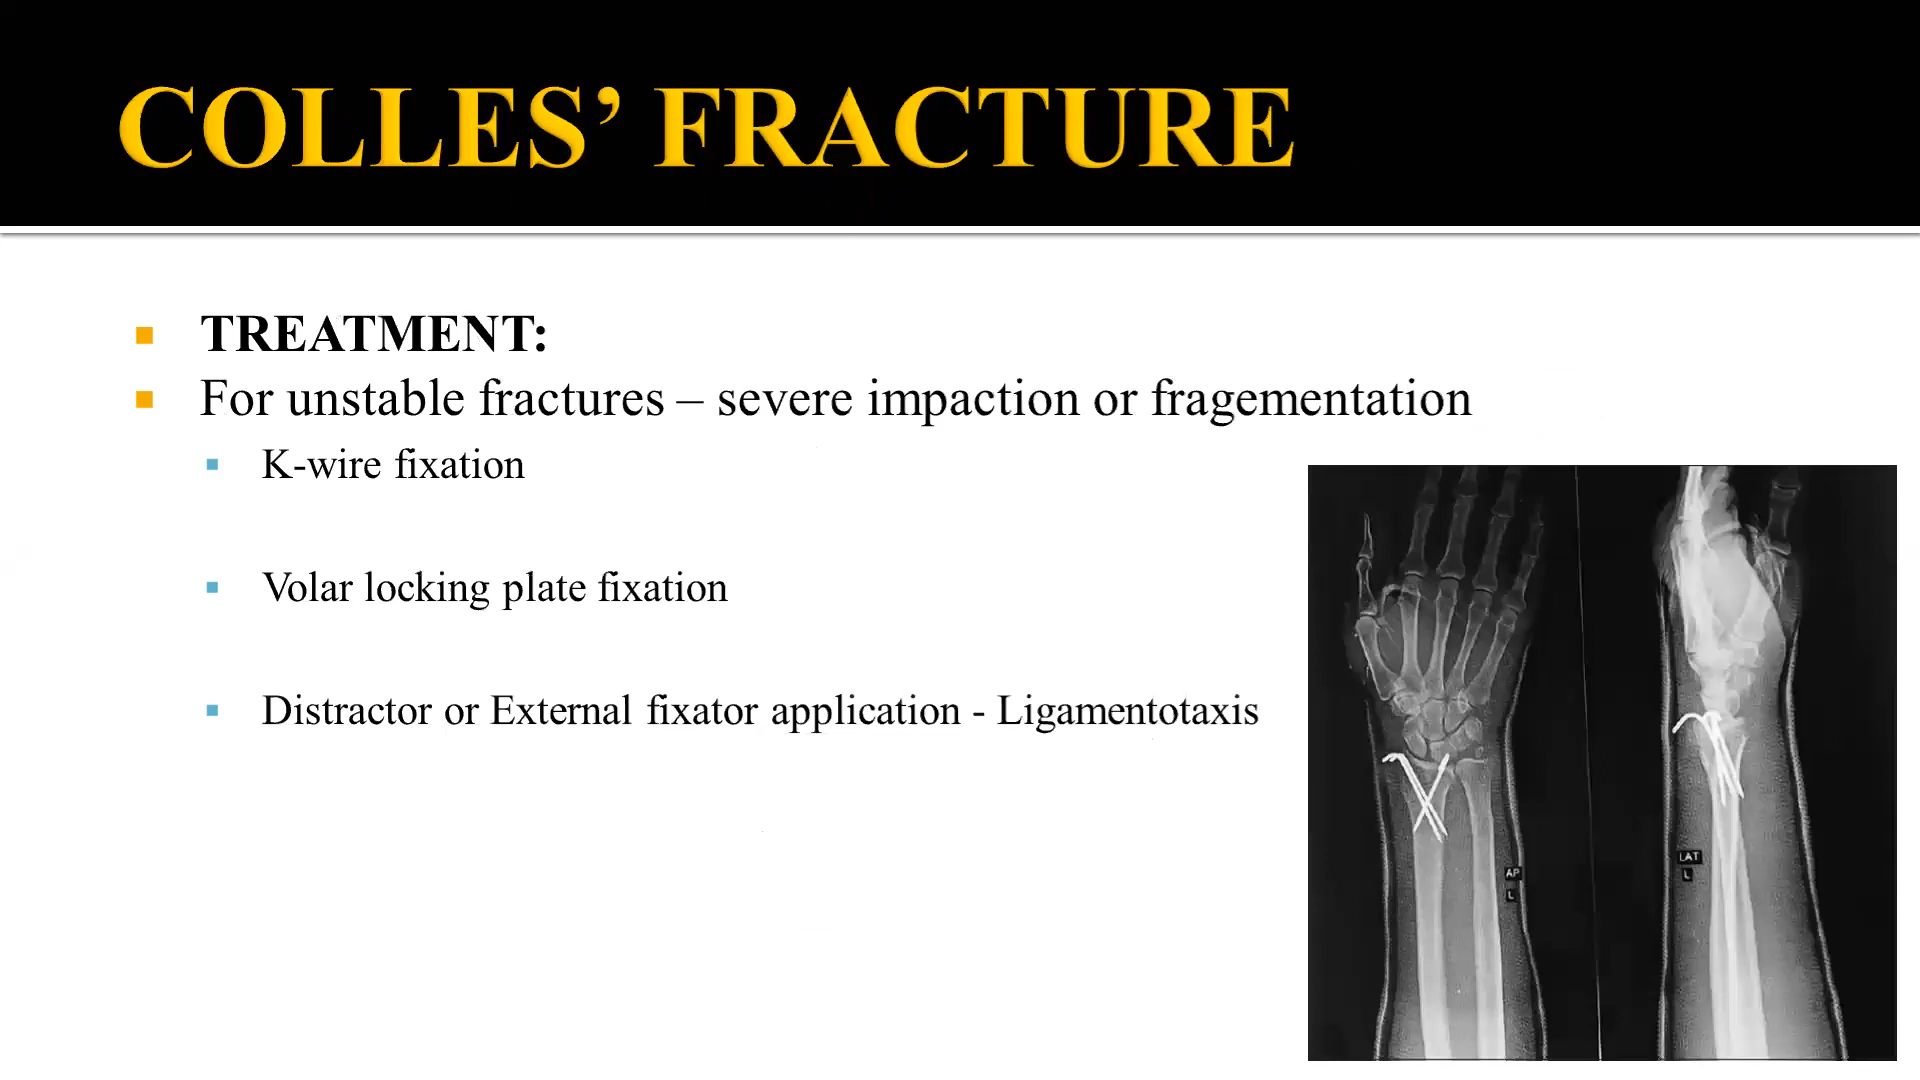 COLLES’ FRACTURE
TREATMENT:
For unstable fractures – severe impaction or fragementation
K-wire fixation
Volar locking plate fixation
Distractor or External fixator application - Ligamentotaxis
AP
L
LAT
L